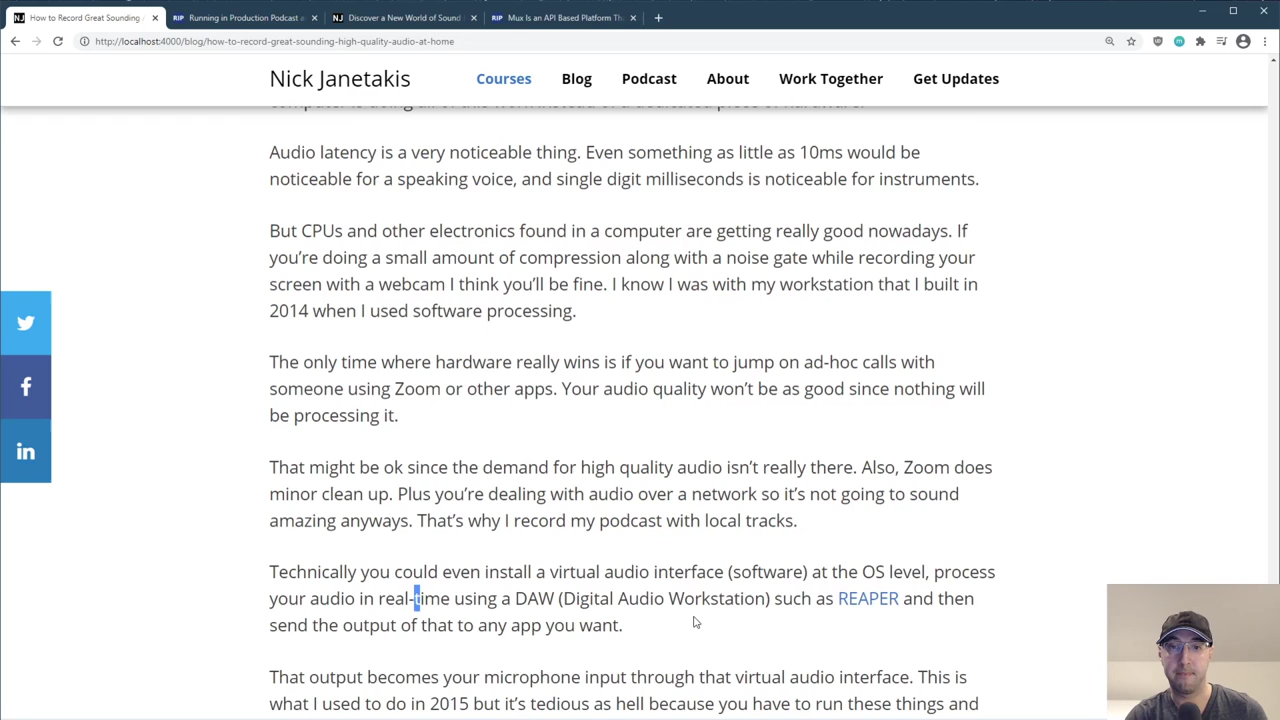 How to Record Great Sounding
Running in Production Podcast a
Discover a New World of Sound
Mux Is an API Based Platform Th
http://localhost:4000/blog/how-to-record-great-sounding-high-quality-audio-at-home
Nick Janetakis
Courses
Blog
Podcast
About
Work Together
Get Updates
computer is doing all of this work instead of a dedicated piece of hardware.
Audio latency is a very noticeable thing. Even something as little as 10ms would be
noticeable for a speaking voice, and single digit milliseconds is noticeable for instruments.
But CPUs and other electronics found in a computer are getting really good nowadays. If
you’re doing a small amount of compression along with a noise gate while recording your
screen with a webcam I think you’ll be fine. I know I was with my workstation that I built in
2014 when I used software processing.
The only time where hardware really wins is if you want to jump on ad-hoc calls with
someone using Zoom or other apps. Your audio quality won’t be as good since nothing will
be processing it.
That might be ok since the demand for high quality audio isn’t really there. Also, Zoom does
minor clean up. Plus you’re dealing with audio over a network so it’s not going to sound
amazing anyways. That’s why I record my podcast with local tracks.
Technically you could even install a virtual audio interface (software) at the OS level, process
your audio in real-time using a DAW (Digital Audio Workstation) such as REAPER and then
send the output of that to any app you want.
That output becomes your microphone input through that virtual audio interface. This is
what I used to do in 2015 but it’s tedious as hell because you have to run these things and